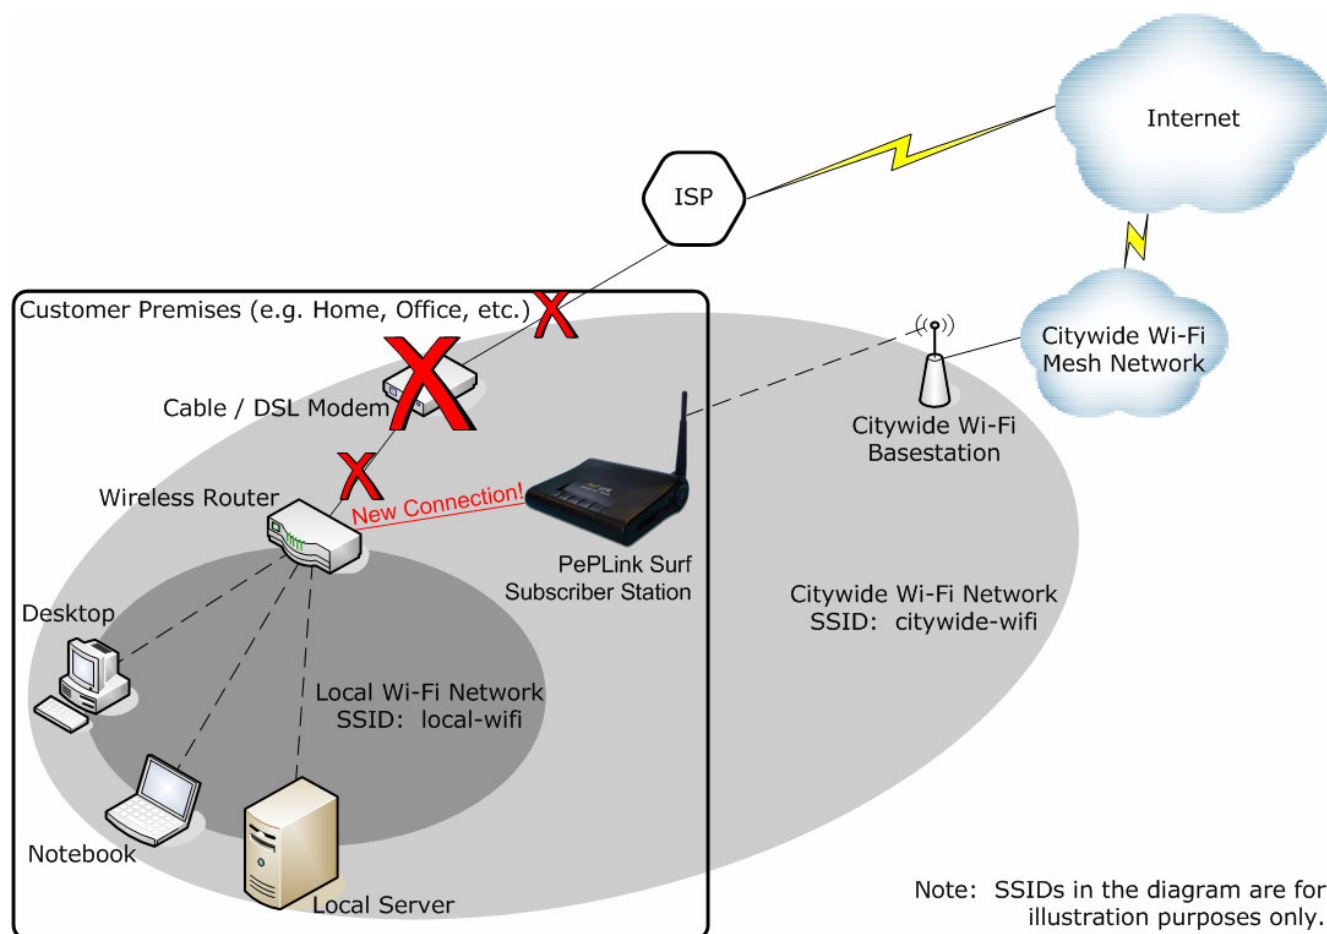 Internet
ISP
Customer Premises (e.g. Home, Office, etc.)
Citywide Wi-Fi
Mesh Network
Cable / DSL Modem
Citywide Wi-Fi
Basestation
Wireless Router
New Connection!
PePLink Surf
Subscriber Station
Citywide Wi-Fi Network
SSID: citywide-wifi
Desktop
Local Wi-Fi Network
SSID: local-wifi
Notebook
Local Server
Note: SSIDs in the diagram are for
illustration purposes only.